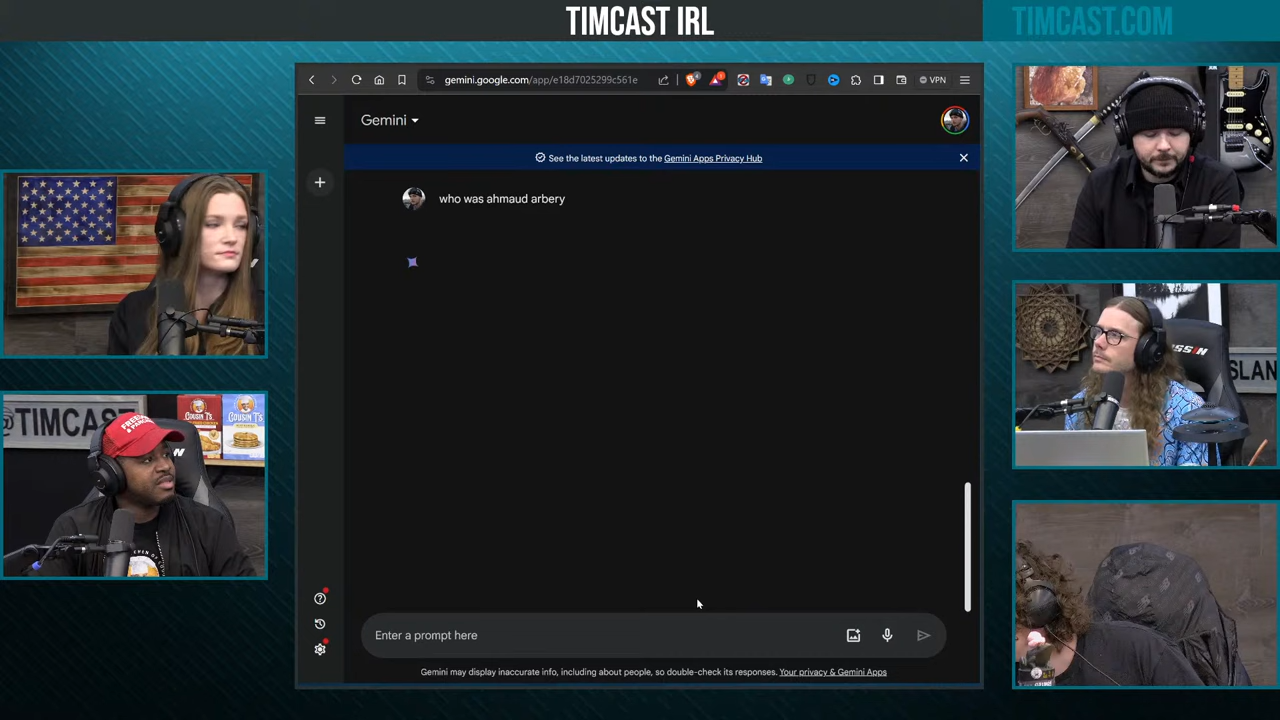 TIMCAST IRL
TIMCAST.COM
gemini.google.com/app/e18d7025299c561e
VPN
Gemini
See the latest updates to the Gemini Apps Privacy Hub
who was ahmaud arbery
Enter a prompt here
Gemini may display inaccurate info, including about people, so double-check its responses. Your privacy & Gemini Apps
@TIMCAST
COUSIN T'S
COUSIN T'S